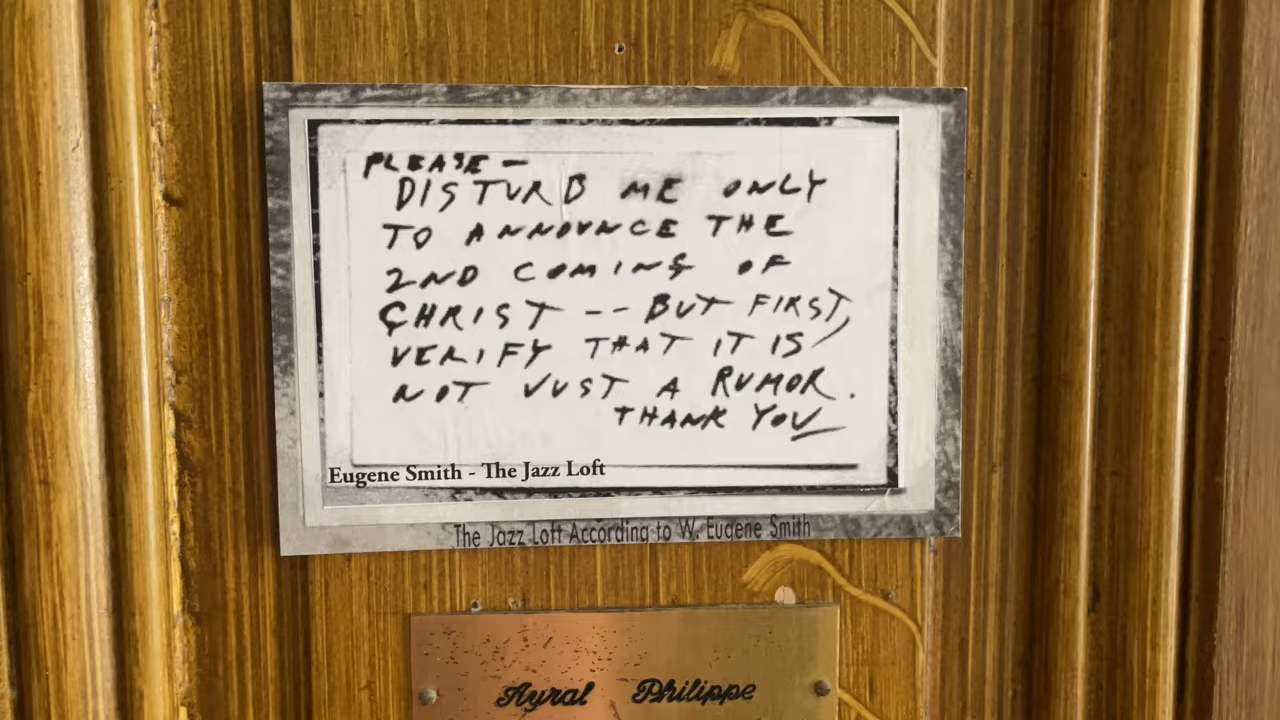 PLEASE -
DISTURB ME ONLY
TO ANNOUNCE THE
2ND COMING OF
CHRIST -- BUT FIRST,
VERIFY THAT IT IS
NOT JUST A RUMOR.
THANK YOU
Eugene Smith - The Jazz Loft
The Jazz Loft According to W. Eugene Smith
Ayral Philippe